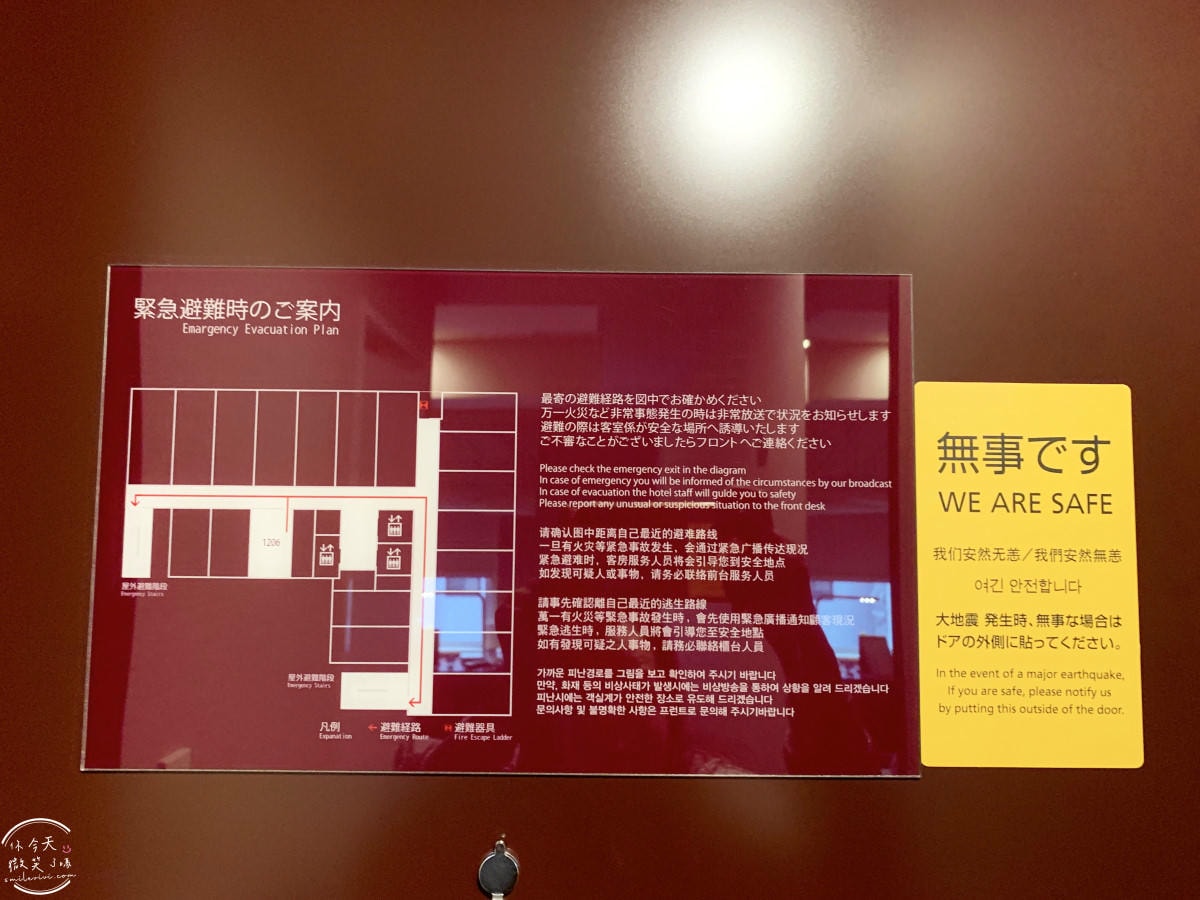 緊急避難時のご案内
Emargency Evacuation Plan
1206
屋外避難階段
Emergency Stairs
屋外避難階段
Emergency Stairs
凡例
Expanation
避難経路
Emergency Route
避難器具
Fire Escape Ladder
最寄の避難経路を図中でお確かめください
万一火災など非常事態発生の時は非常放送で状況をお知らせします
避難の際は客室係が安全な場所へ誘導いたします
ご不審なことがございましたらフロントへご連絡ください
Please check the emergency exit in the diagram
In case of emergency you will be informed of the circumstances by our broadcast
In case of evacuation the hotel staff will guide you to safety
Please report any unusual or suspicious situation to the front desk
请确认图中距离自己最近的避难路线
一旦有火灾等紧急事故发生，会通过紧急广播传达现况
紧急避难时，客房服务人员将会引导您到安全地点
如发现可疑人或事物，请务必联络前台服务人员
請事先確認離自己最近的逃生路線
萬一有火災等緊急事故發生時，會先使用緊急廣播通知顧客現況
緊急逃生時，服務人員將會引導您至安全地點
如有發現可疑之人事物，請務必聯絡櫃台人員
가까운 피난경로를 그림을 보고 확인하여 주시기 바랍니다
만약, 화재 등의 비상사태가 발생시에는 비상방송을 통하여 상황을 알려 드리겠습니다
피난시에는 객실계가 안전한 장소로 유도해 드리겠습니다
문의사항 및 불명확한 사항은 프런트로 문의해 주시기바랍니다
無事です
WE ARE SAFE
我们安然无恙／我們安然無恙
여긴 안전합니다
大地震 発生時、無事な場合は
ドアの外側に貼ってください。
In the event of a major earthquake,
If you are safe, please notify us
by putting this outside of the door.
你今天
微笑了嗎
smilevivi.com